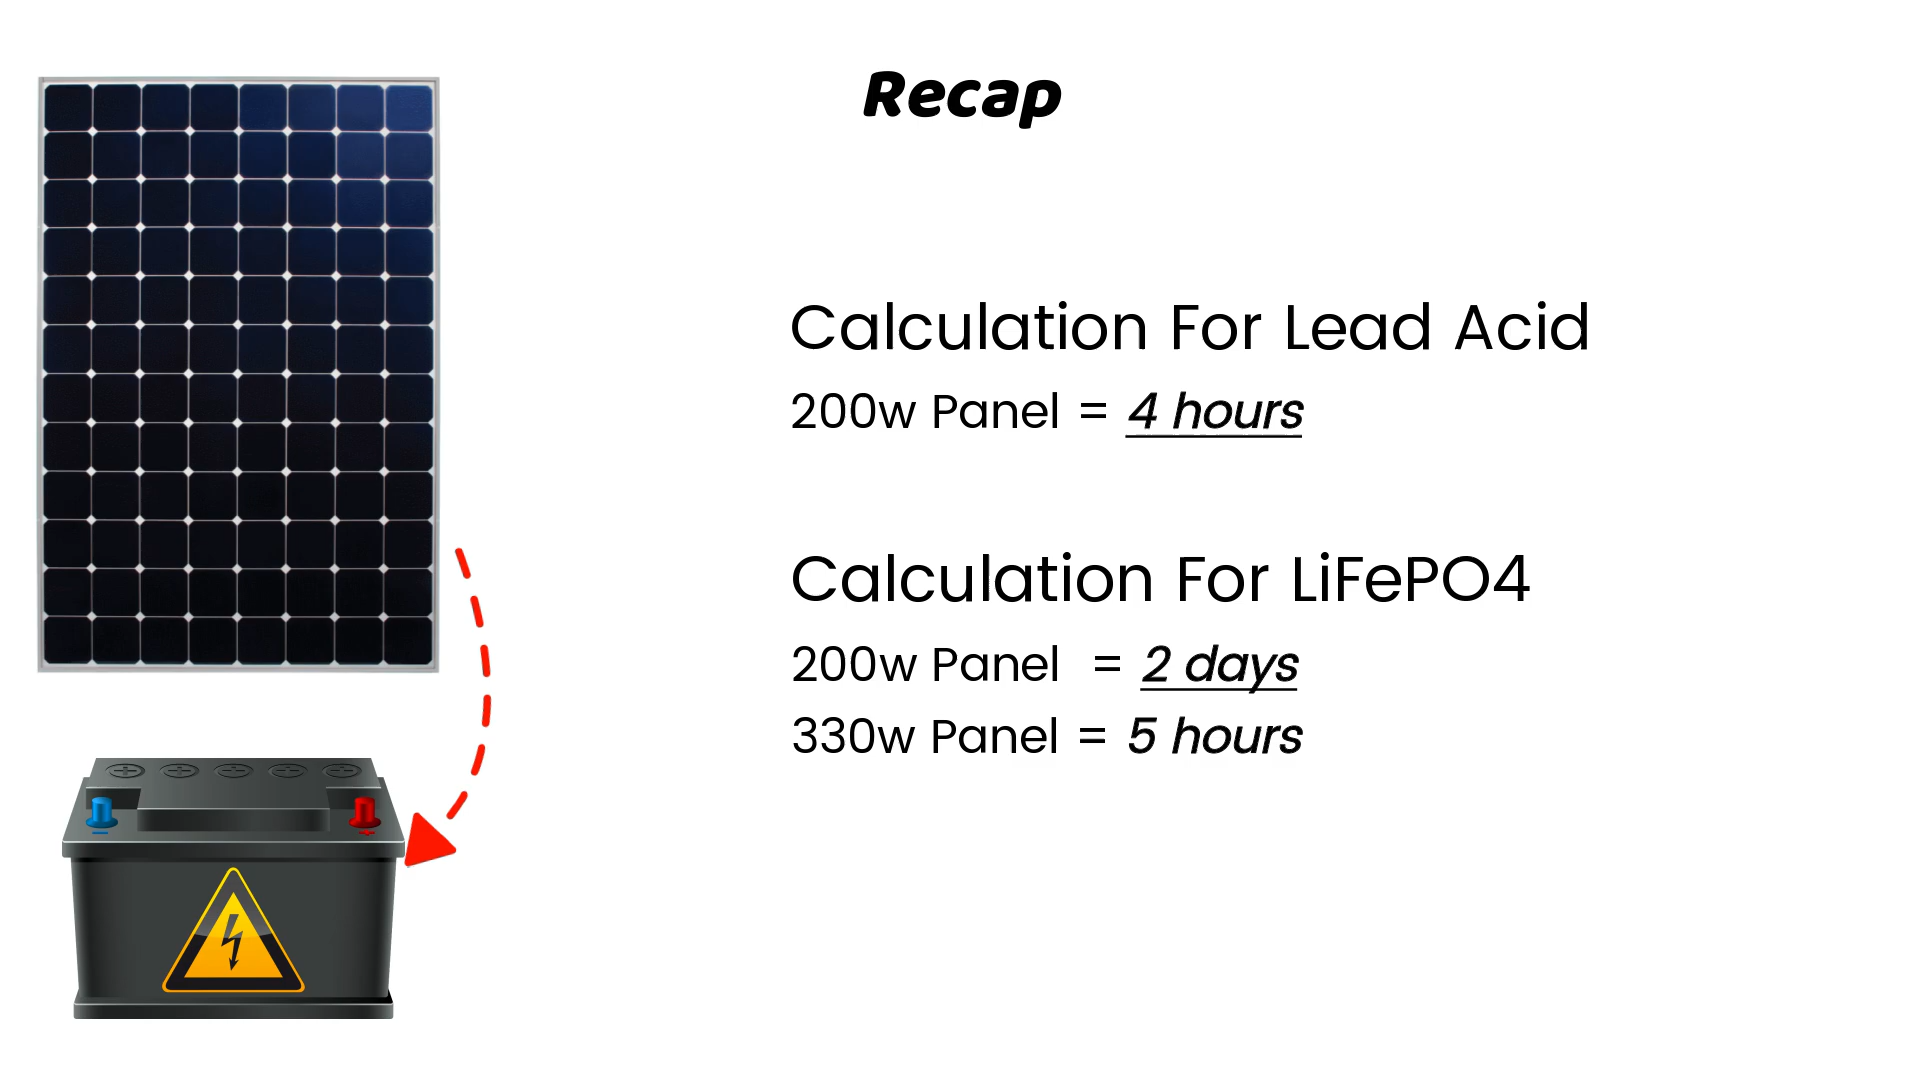 Recap
Calculation For Lead Acid
200w Panel = 4 hours
Calculation For LiFePO4
200w Panel = 2 days
330w Panel = 5 hours